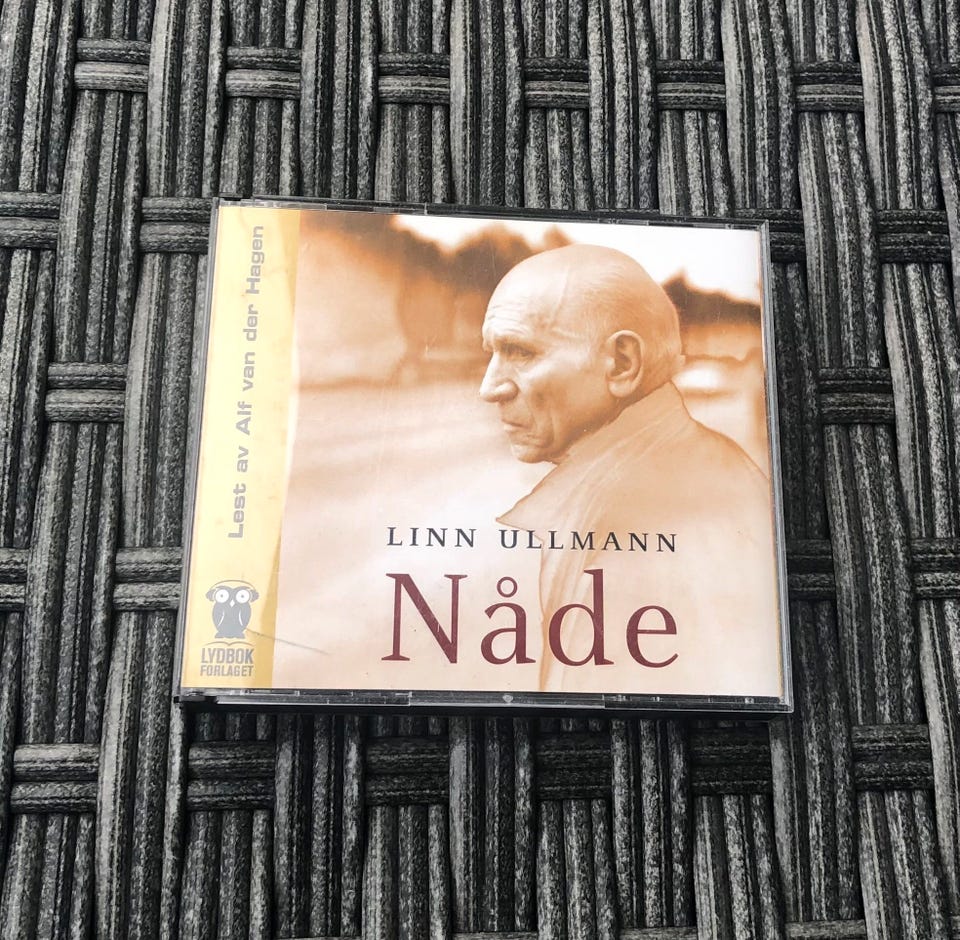 Lest av Alf van der Hagen
LINN ULLMANN
Nåde
LYDBOK
FORLAGET